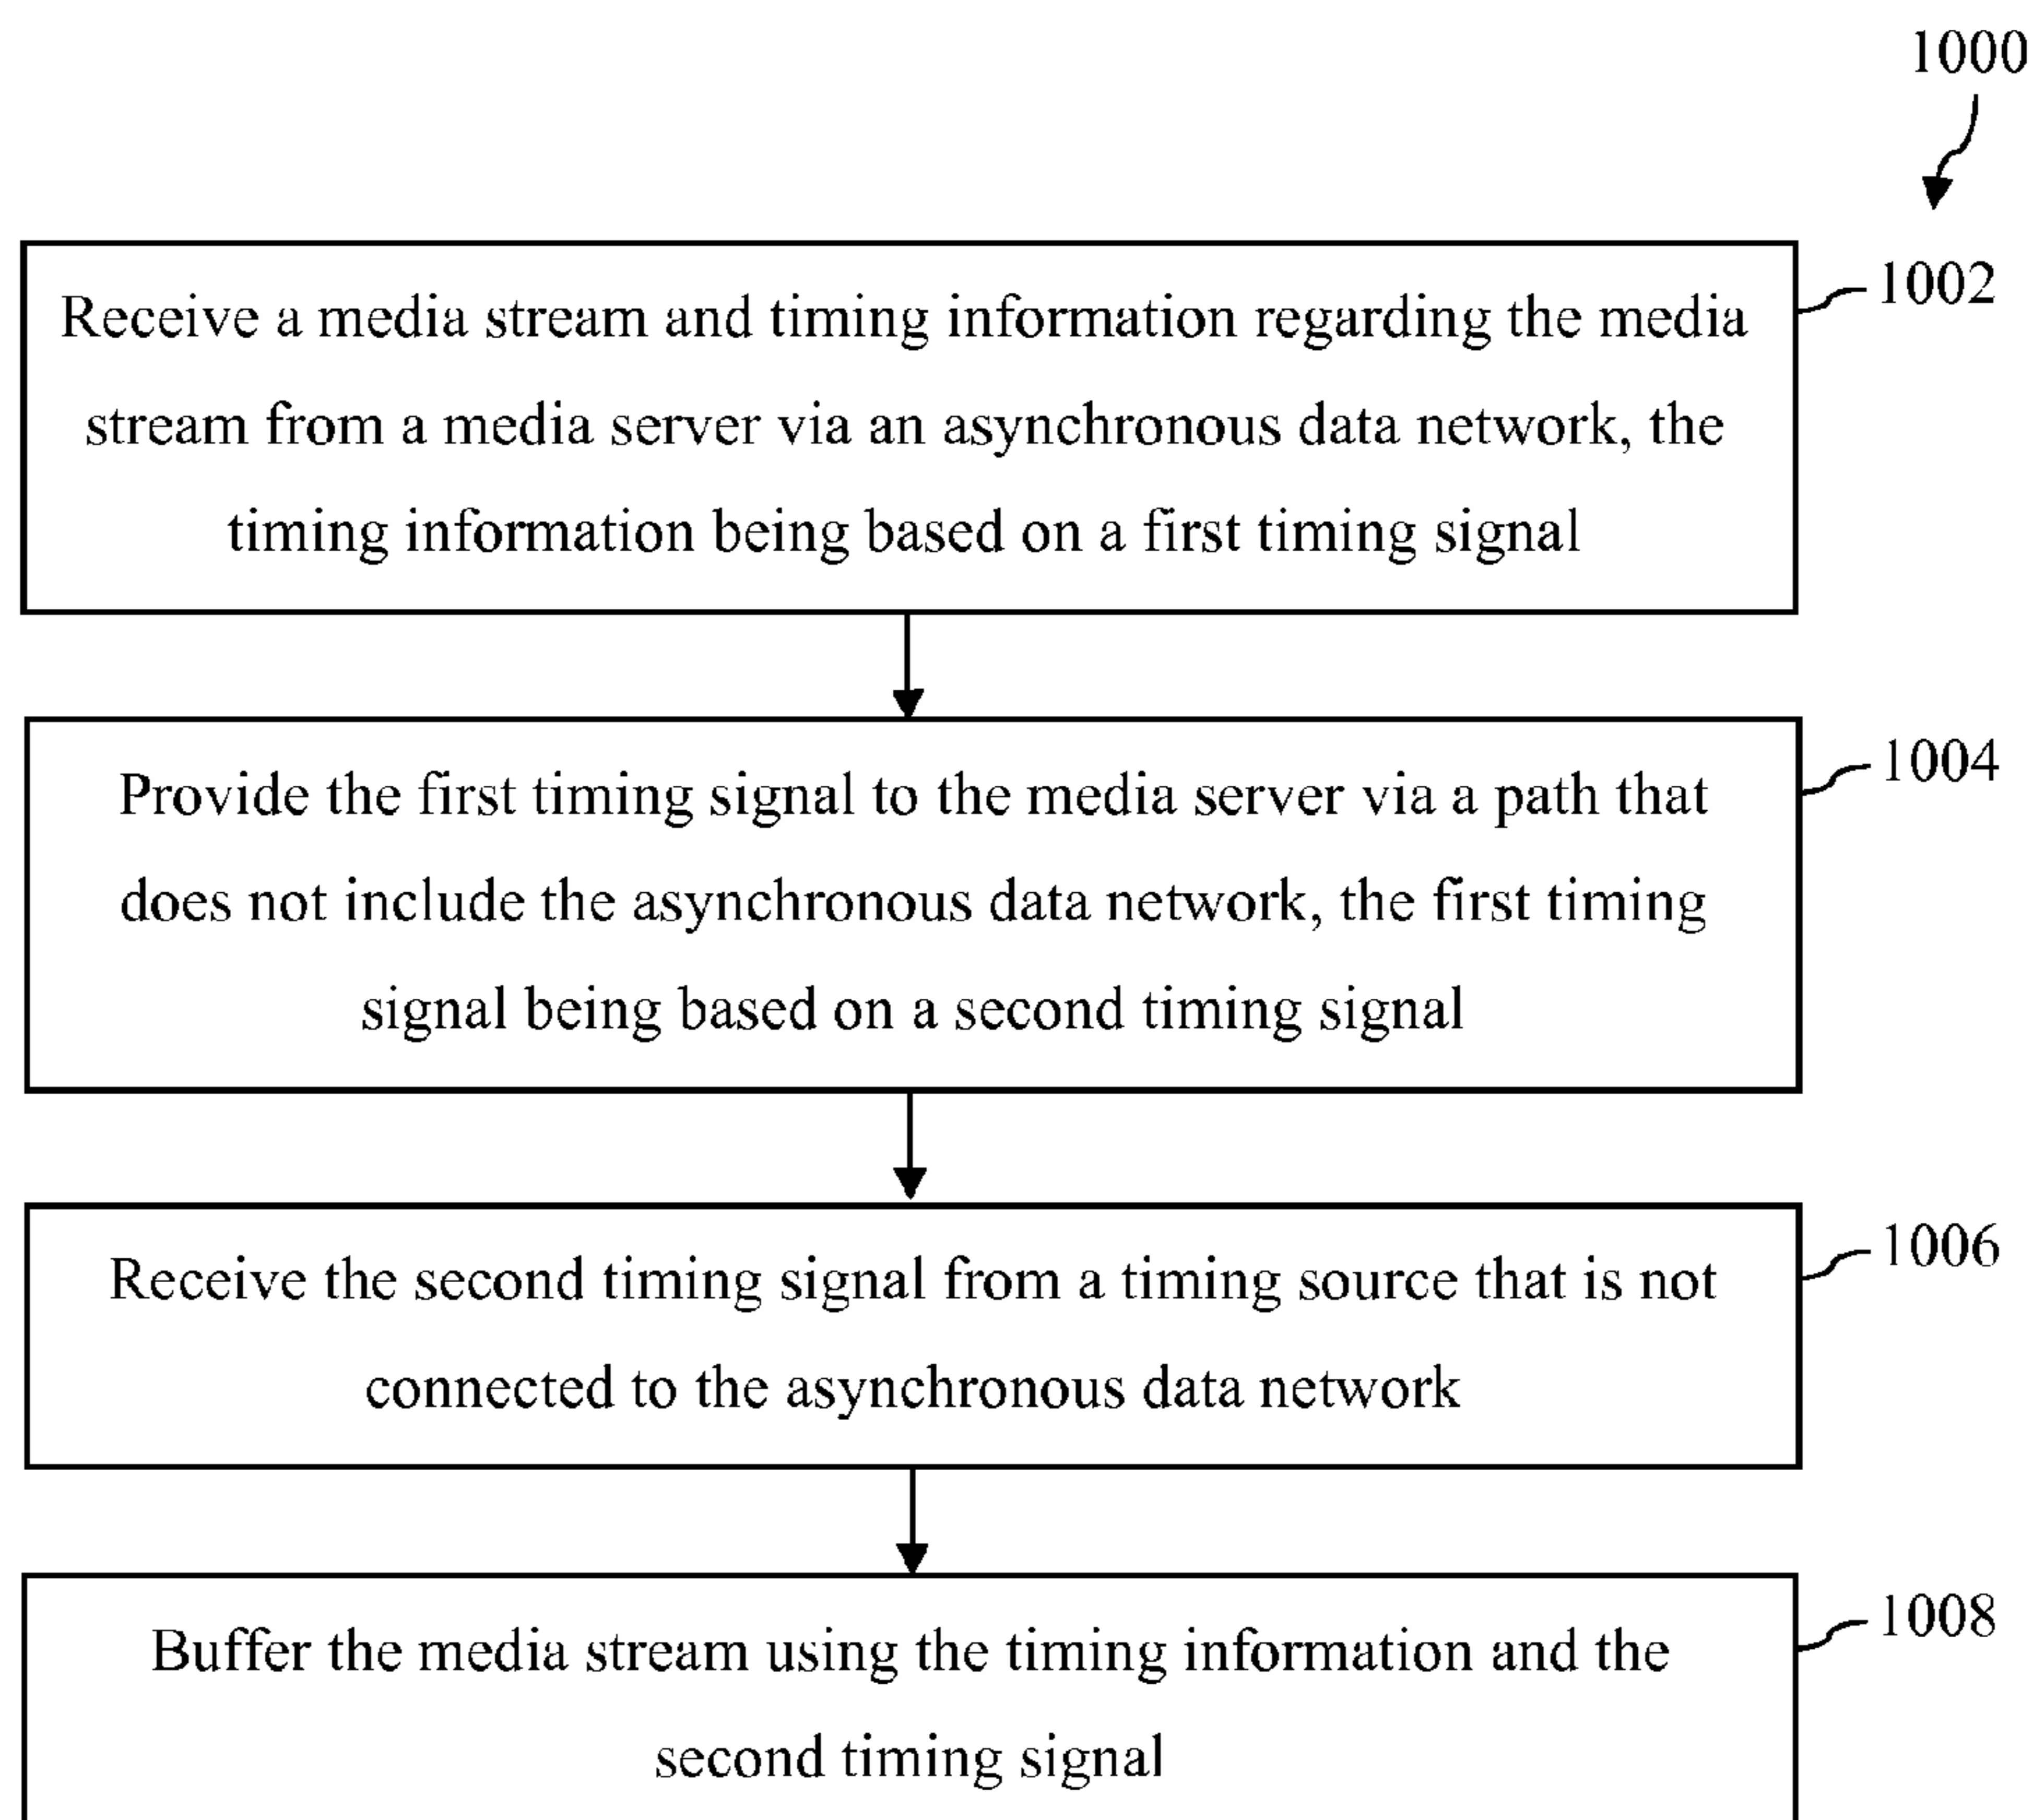 1000
1002
Receive a media stream and timing information regarding the media
stream from a media server via an asynchronous data network, the
timing information being based on a first timing signal
1004
Provide the first timing signal to the media server via a path that
does not include the asynchronous data network, the first timing
signal being based on a second timing signal
1006
Receive the second timing signal from a timing source that is not
connected to the asynchronous data network
1008
Buffer the media stream using the timing information and the
second timing signal